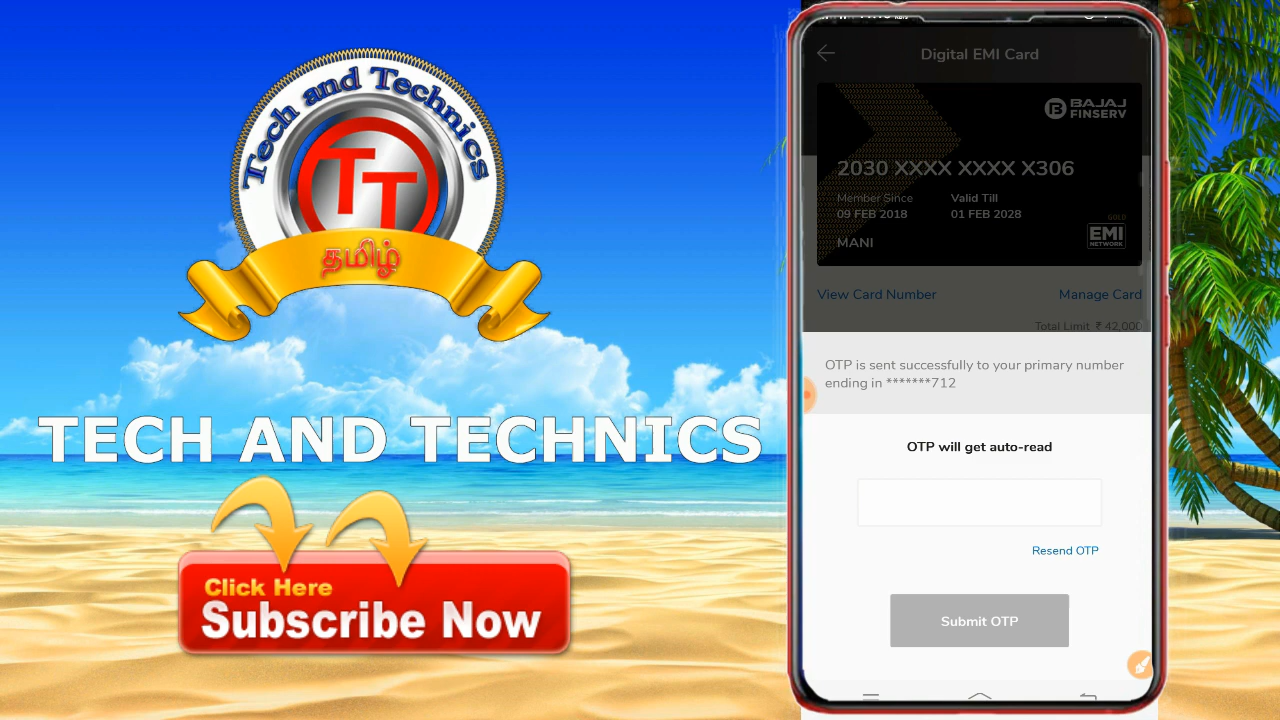 Tech and Technics
TT
தமிழ்
TECH AND TECHNICS
Click Here
Subscribe Now
Digital EMI Card
BAJAJ
FINSERV
2030 XXXX XXXX X306
Member Since
Valid Till
09 FEB 2018
01 FEB 2028
GOLD
MANI
EMI
NETWORK
View Card Number
Manage Card
Total Limit ₹ 42,000
OTP is sent successfully to your primary number
ending in *******712
OTP will get auto-read
Resend OTP
Submit OTP